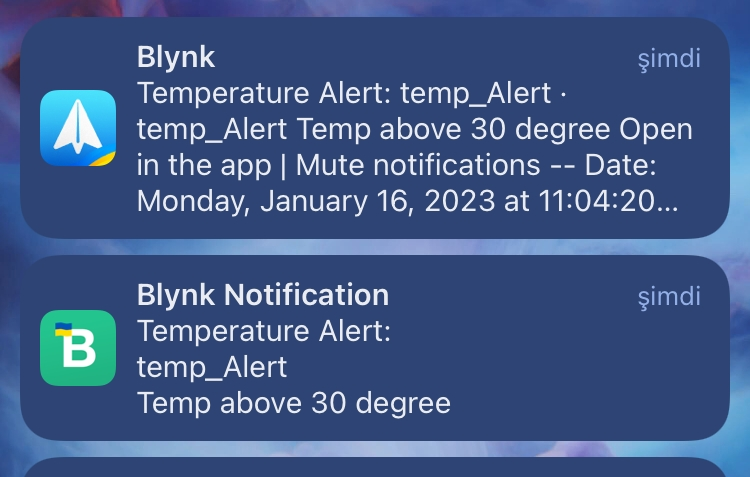 Blynk
şimdi
Temperature Alert: temp_Alert ·
temp_Alert Temp above 30 degree Open
in the app | Mute notifications -- Date:
Monday, January 16, 2023 at 11:04:20...
Blynk Notification
şimdi
B
Temperature Alert:
temp_Alert
Temp above 30 degree